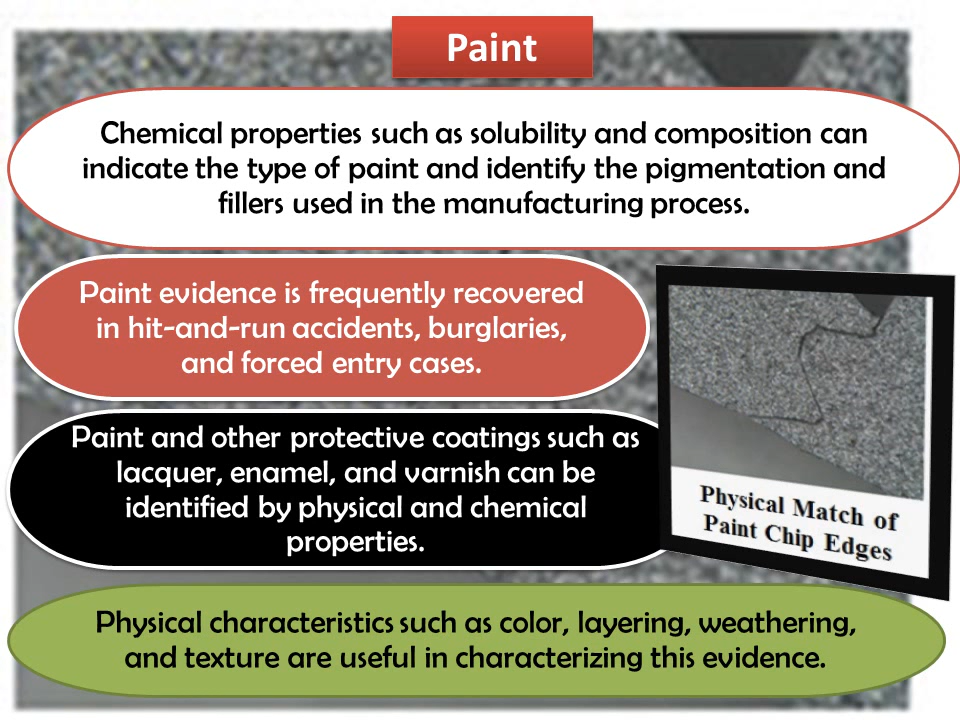 Paint
Chemical properties such as solubility and composition can
indicate the type of paint and identify the pigmentation and
fillers used in the manufacturing process.
Paint evidence is frequently recovered
in hit-and-run accidents, burglaries,
and forced entry cases.
Paint and other protective coatings such as
lacquer, enamel, and varnish can be
identified by physical and chemical
properties.
Physical Match of
Paint Chip Edges
Physical characteristics such as color, layering, weathering,
and texture are useful in characterizing this evidence.